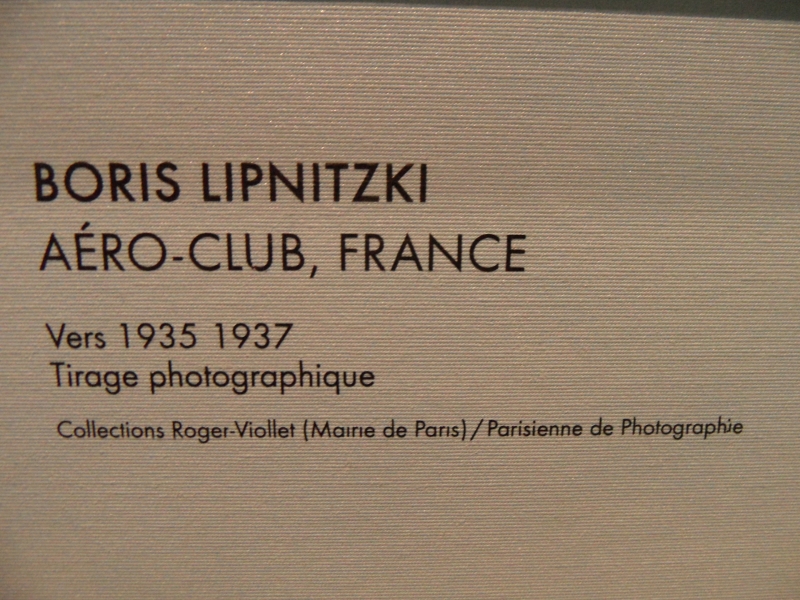 BORIS LIPNITZKI
AÉRO-CLUB, FRANCE
Vers 1935 1937
Tirage photographique
Collections Roger-Viollet (Mairie de Paris)/Parisienne de Photographie